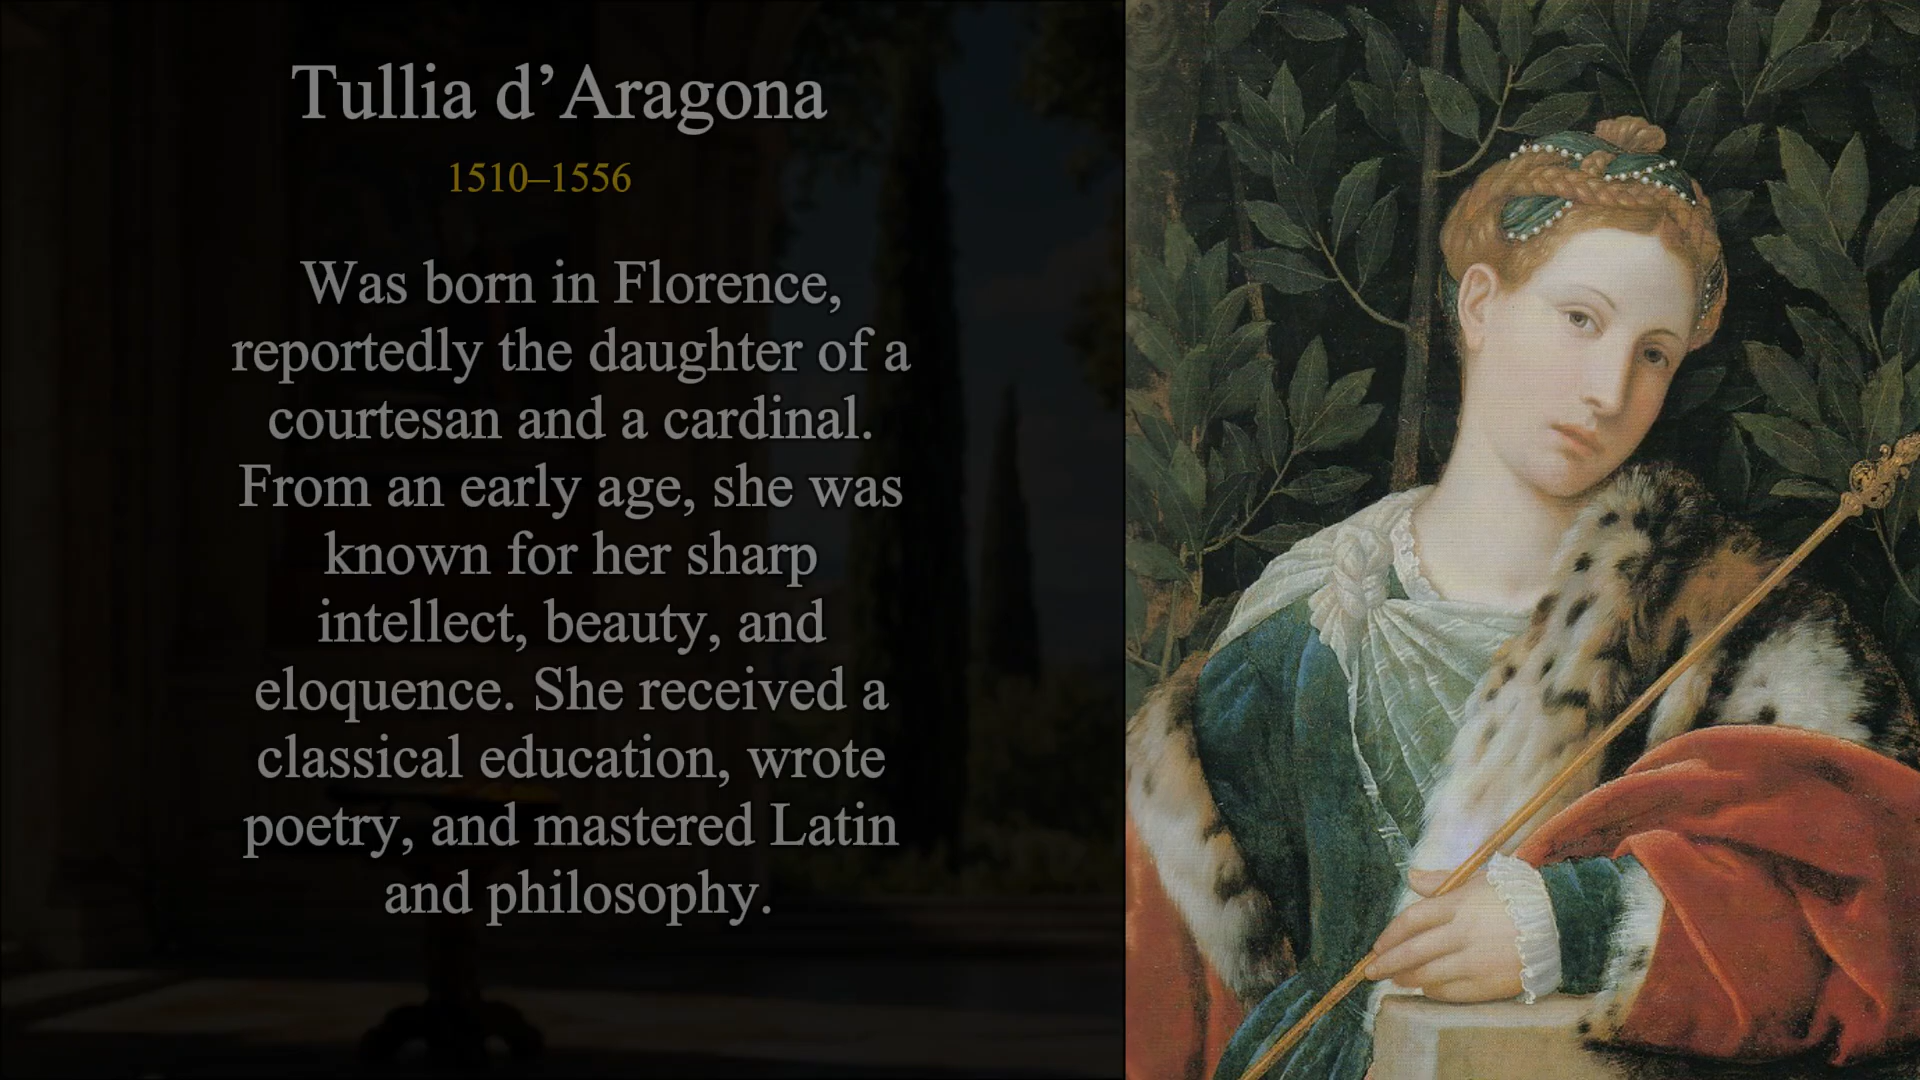 Tullia d’Aragona
1510–1556
Was born in Florence,
reportedly the daughter of a
courtesan and a cardinal.
From an early age, she was
known for her sharp
intellect, beauty, and
eloquence. She received a
classical education, wrote
poetry, and mastered Latin
and philosophy.